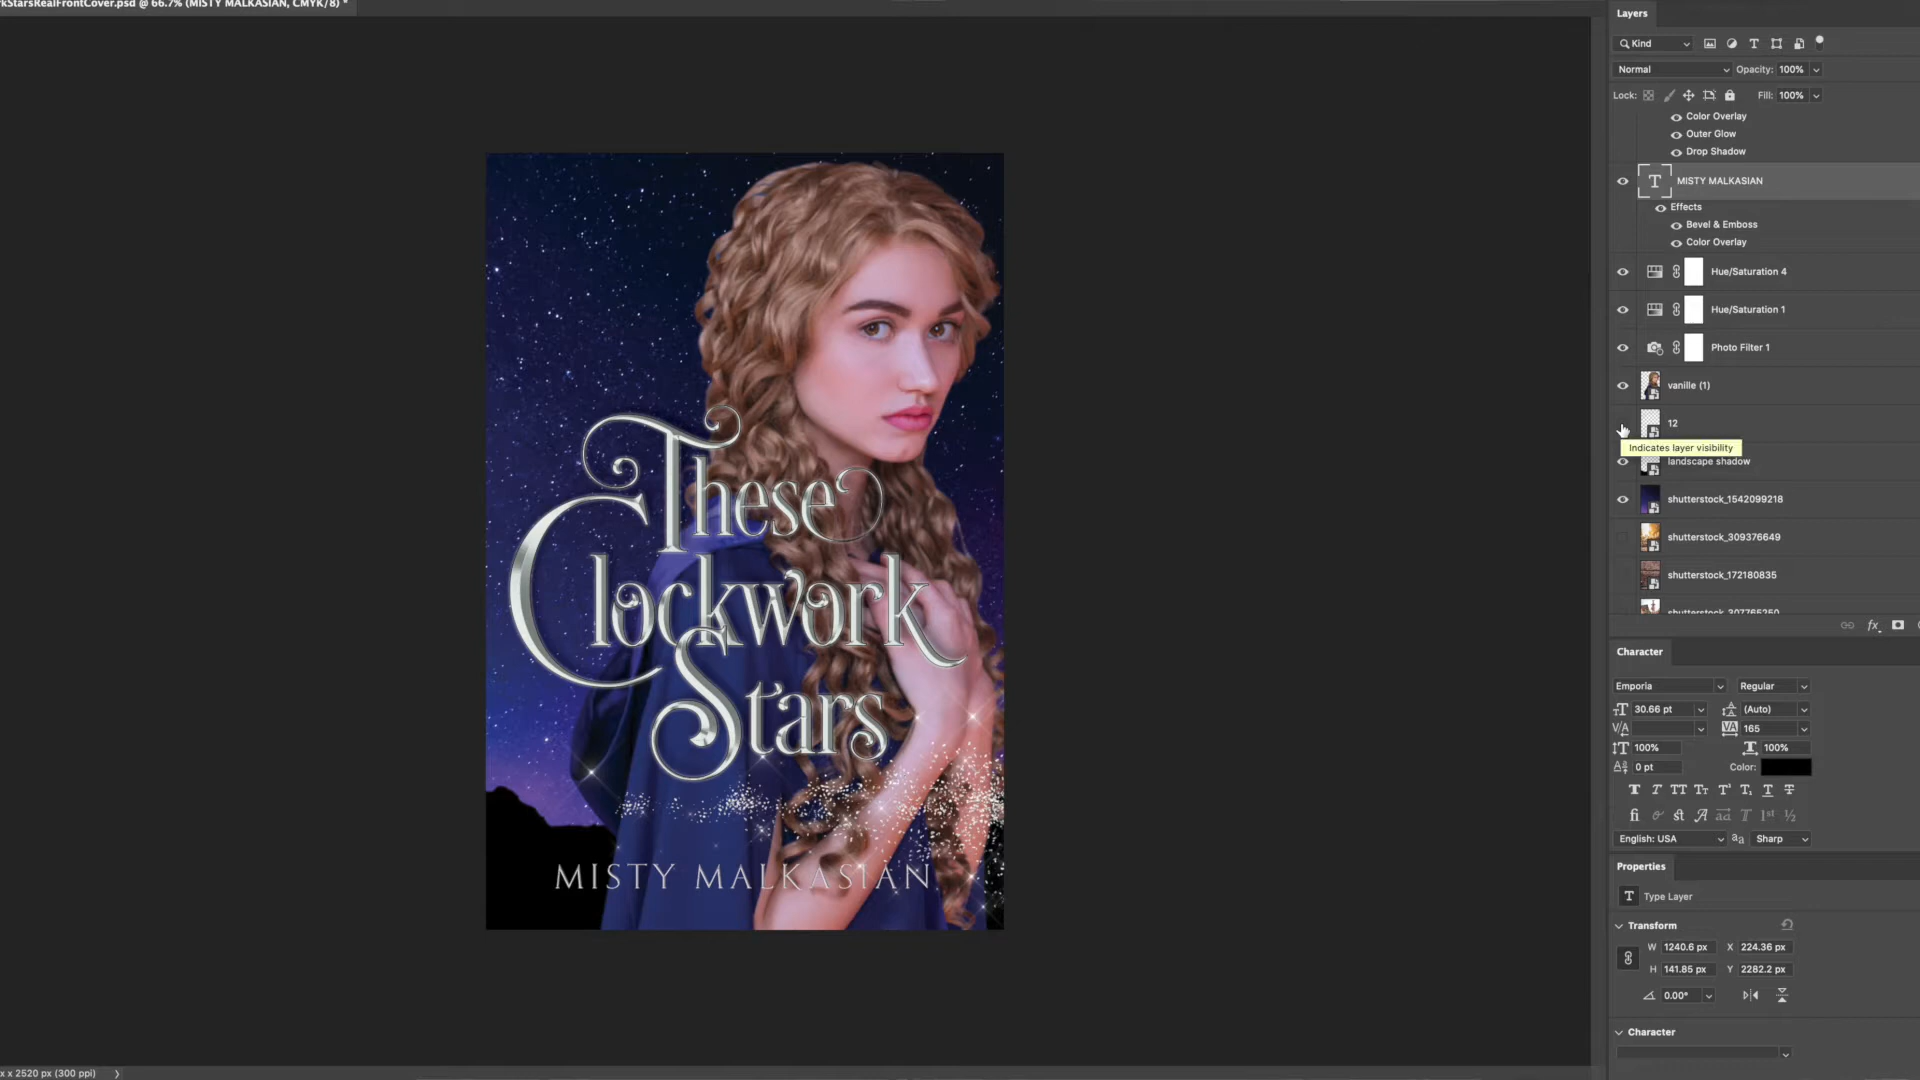 kStarsRealFrontCover.psd @ 66.7% (MISTY MALKASIAN, CMYK/8) *
Layers
Kind
Normal Opacity: 100%
Lock: Fill: 100%
Color Overlay
Outer Glow
Drop Shadow
T MISTY MALKASIAN
Effects
Bevel & Emboss
Color Overlay
Hue/Saturation 4
Hue/Saturation 1
Photo Filter 1
vanille (1)
12
Indicates layer visibility
landscape shadow
shutterstock_1542099218
shutterstock_309376649
shutterstock_172180835
shutterstock_307765250
fx
These
Clockwork
Stars
MISTY MALKASIAN
Character
Emporia Regular
30.66 pt (Auto)
165
100% 100%
0 pt Color:
English: USA Sharp
Properties
T Type Layer
Transform
W 1240.6 px X 224.36 px
H 141.85 px Y 2282.2 px
0.00°
Character
x x 2520 px (300 ppi)